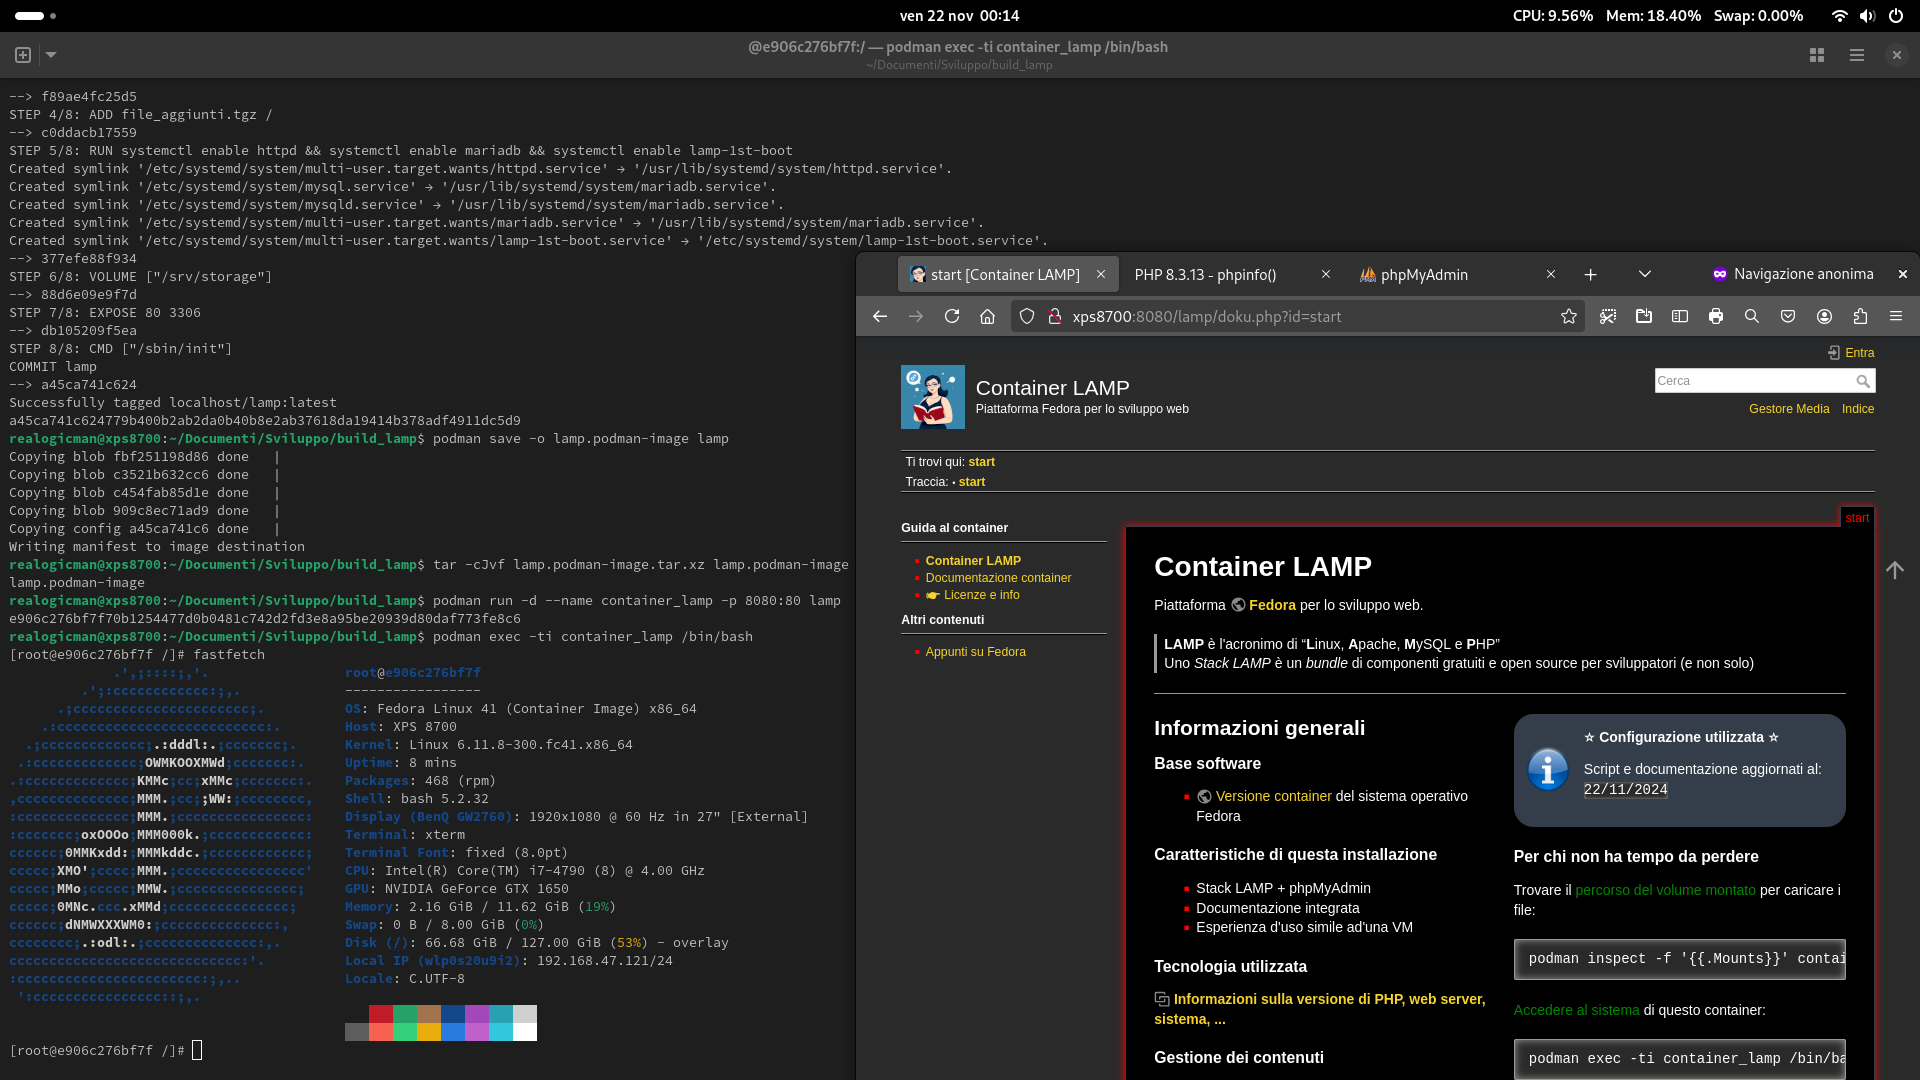 ven 22 nov 00:14
CPU: 9.56% Mem: 18.40% Swap: 0.00%
@e906c276bf7f:/ — podman exec -ti container_lamp /bin/bash
~/Documenti/Sviluppo/build_lamp
--> f89ae4fc25d5
STEP 4/8: ADD file_aggiunti.tgz /
--> c0ddacb17559
STEP 5/8: RUN systemctl enable httpd && systemctl enable mariadb && systemctl enable lamp-1st-boot
Created symlink '/etc/systemd/system/multi-user.target.wants/httpd.service' → '/usr/lib/systemd/system/httpd.service'.
Created symlink '/etc/systemd/system/mysql.service' → '/usr/lib/systemd/system/mariadb.service'.
Created symlink '/etc/systemd/system/mysqld.service' → '/usr/lib/systemd/system/mariadb.service'.
Created symlink '/etc/systemd/system/multi-user.target.wants/mariadb.service' → '/usr/lib/systemd/system/mariadb.service'.
Created symlink '/etc/systemd/system/multi-user.target.wants/lamp-1st-boot.service' → '/etc/systemd/system/lamp-1st-boot.service'.
--> 377efe88f934
STEP 6/8: VOLUME ["/srv/storage"]
--> 88d6e09e9f7d
STEP 7/8: EXPOSE 80 3306
--> db105209f5ea
STEP 8/8: CMD ["/sbin/init"]
COMMIT lamp
--> a45ca741c624
Successfully tagged localhost/lamp:latest
a45ca741c624779b400b2ab2da0b40b8e2ab37618da19414b378adf4911dc5d9
realogicman@xps8700:~/Documenti/Sviluppo/build_lamp$ podman save -o lamp.podman-image lamp
Copying blob fbf251198d86 done |
Copying blob c3521b632cc6 done |
Copying blob c454fab85d1e done |
Copying blob 909c8ec71ad9 done |
Copying config a45ca741c6 done |
Writing manifest to image destination
realogicman@xps8700:~/Documenti/Sviluppo/build_lamp$ tar -cJvf lamp.podman-image.tar.xz lamp.podman-image
lamp.podman-image
realogicman@xps8700:~/Documenti/Sviluppo/build_lamp$ podman run -d --name container_lamp -p 8080:80 lamp
e906c276bf7f70b1254477d0b0481c742d2fd3e8a95be20939d80daf773fe8c6
realogicman@xps8700:~/Documenti/Sviluppo/build_lamp$ podman exec -ti container_lamp /bin/bash
[root@e906c276bf7f /]# fastfetch
root@e906c276bf7f
-----------------
OS: Fedora Linux 41 (Container Image) x86_64
Host: XPS 8700
Kernel: Linux 6.11.8-300.fc41.x86_64
Uptime: 8 mins
Packages: 468 (rpm)
Shell: bash 5.2.32
Display (BenQ GW2760): 1920x1080 @ 60 Hz in 27" [External]
Terminal: xterm
Terminal Font: fixed (8.0pt)
CPU: Intel(R) Core(TM) i7-4790 (8) @ 4.00 GHz
GPU: NVIDIA GeForce GTX 1650
Memory: 2.16 GiB / 11.62 GiB (19%)
Swap: 0 B / 8.00 GiB (0%)
Disk (/): 66.68 GiB / 127.00 GiB (53%) - overlay
Local IP (wlp0s20u9i2): 192.168.47.121/24
Locale: C.UTF-8
[root@e906c276bf7f /]#
start [Container LAMP]
PHP 8.3.13 - phpinfo()
phpMyAdmin
Navigazione anonima
xps8700:8080/lamp/doku.php?id=start
Entra
Container LAMP
Piattaforma Fedora per lo sviluppo web
Cerca
Gestore Media Indice
Ti trovi qui: start
Traccia: • start
Guida al container
Container LAMP
Documentazione container
Licenze e info
Altri contenuti
Appunti su Fedora
start
Container LAMP
Piattaforma Fedora per lo sviluppo web.
LAMP è l'acronimo di “Linux, Apache, MySQL e PHP”
Uno Stack LAMP è un bundle di componenti gratuiti e open source per sviluppatori (e non solo)
Informazioni generali
Base software
Versione container del sistema operativo
Fedora
Caratteristiche di questa installazione
Stack LAMP + phpMyAdmin
Documentazione integrata
Esperienza d'uso simile ad'una VM
Tecnologia utilizzata
Informazioni sulla versione di PHP, web server,
sistema, ...
Gestione dei contenuti
☆ Configurazione utilizzata ☆
Script e documentazione aggiornati al:
22/11/2024
Per chi non ha tempo da perdere
Trovare il percorso del volume montato per caricare i
file:
podman inspect -f '{{.Mounts}}' contai
Accedere al sistema di questo container:
podman exec -ti container_lamp /bin/ba